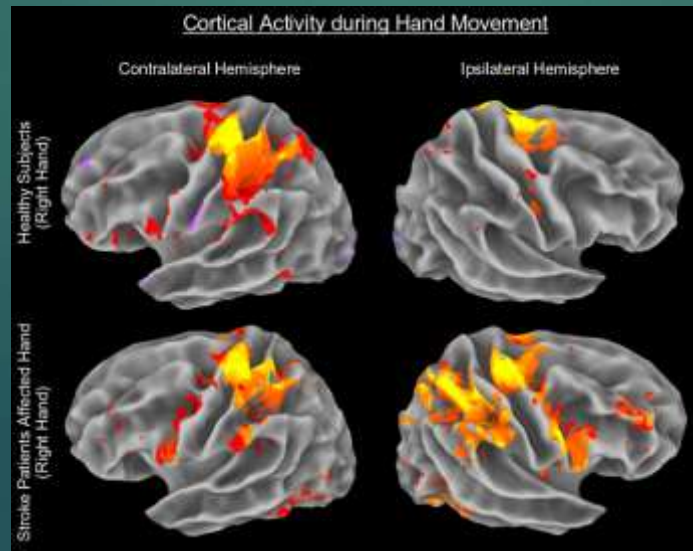 Cortical Activity during Hand Movement
Contralateral Hemisphere
Ipsilateral Hemisphere
Healthy Subjects
(Right Hand)
Stroke Patients Affected Hand
(Right Hand)